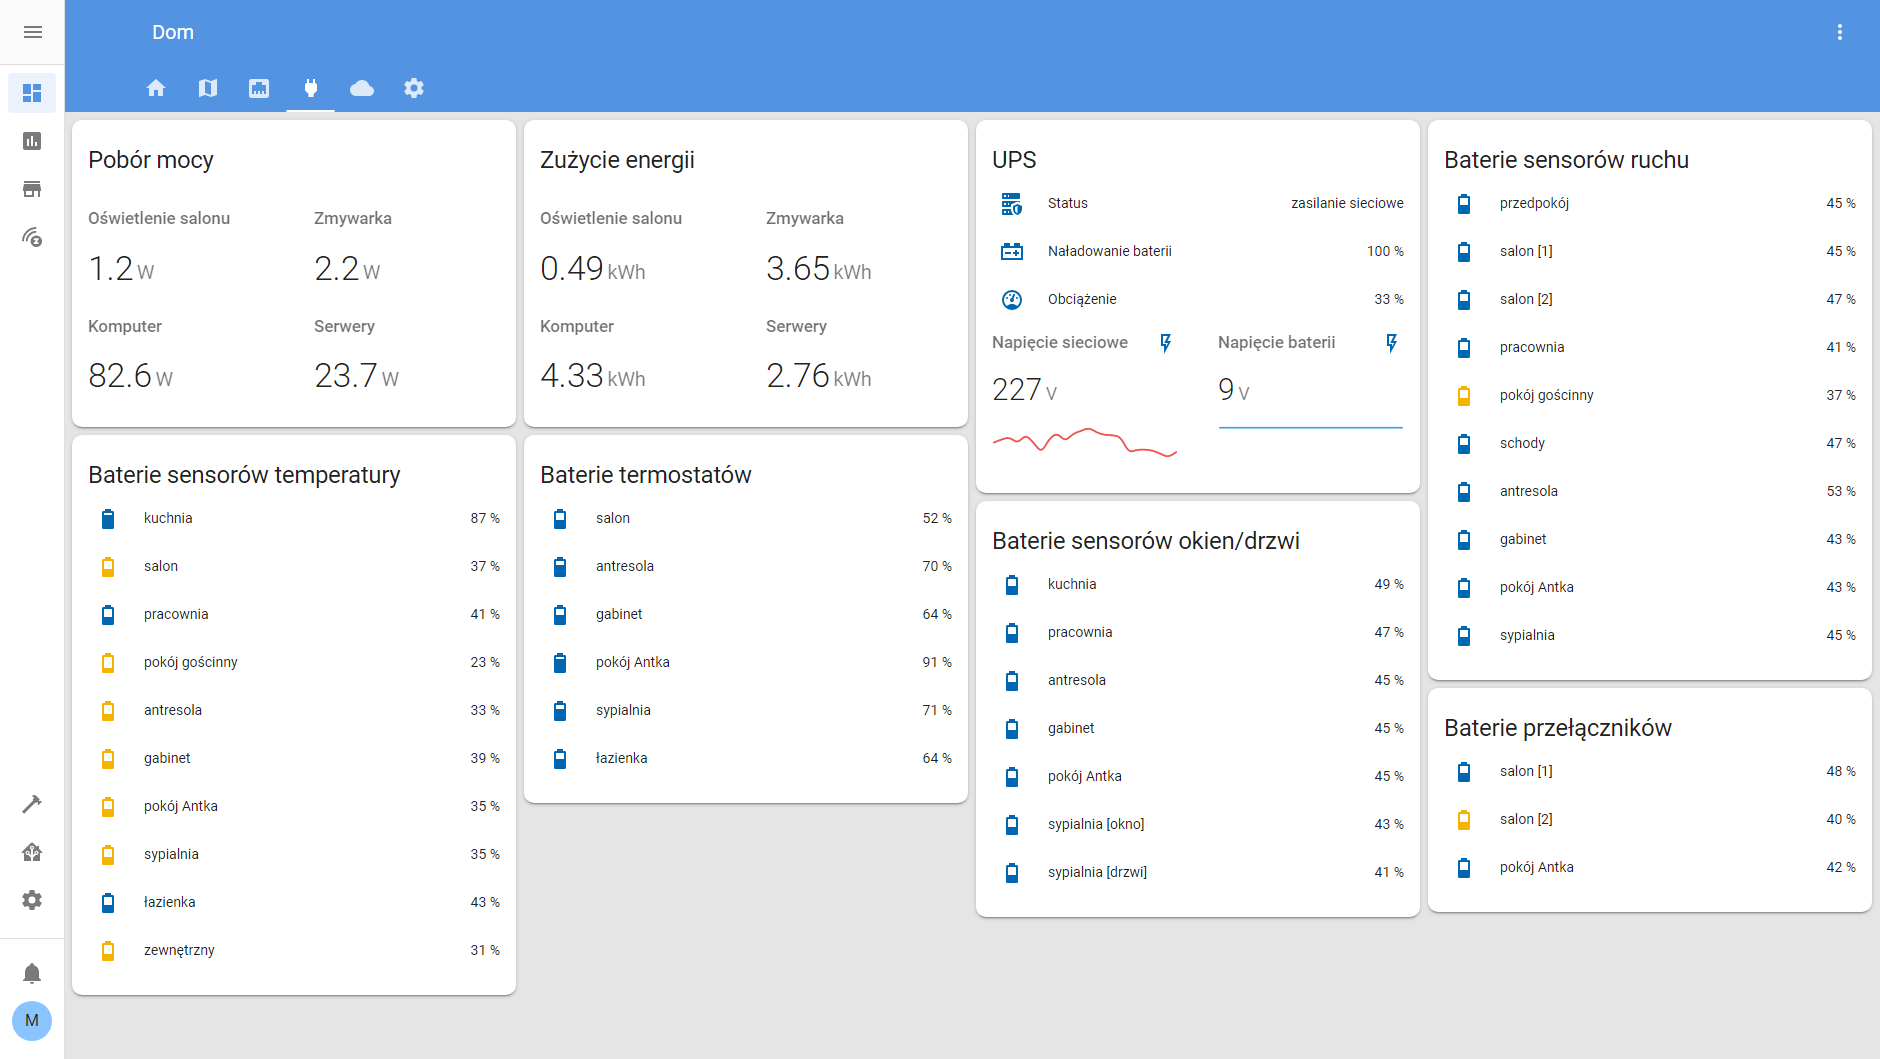 Dom
Pobór mocy
Oświetlenie salonu Zmywarka
1.2 W 2.2 W
Komputer Serwery
82.6 W 23.7 W
Zużycie energii
Oświetlenie salonu Zmywarka
0.49 kWh 3.65 kWh
Komputer Serwery
4.33 kWh 2.76 kWh
UPS
Status zasilanie sieciowe
Naładowanie baterii 100 %
Obciążenie 33 %
Napięcie sieciowe Napięcie baterii
227 V 9 V
Baterie sensorów ruchu
przedpokój 45 %
salon [1] 45 %
salon [2] 47 %
pracownia 41 %
pokój gościnny 37 %
schody 47 %
antresola 53 %
gabinet 43 %
pokój Antka 43 %
sypialnia 45 %
Baterie sensorów temperatury
kuchnia 87 %
salon 37 %
pracownia 41 %
pokój gościnny 23 %
antresola 33 %
gabinet 39 %
pokój Antka 35 %
sypialnia 35 %
łazienka 43 %
zewnętrzny 31 %
Baterie termostatów
salon 52 %
antresola 70 %
gabinet 64 %
pokój Antka 91 %
sypialnia 71 %
łazienka 64 %
Baterie sensorów okien/drzwi
kuchnia 49 %
pracownia 47 %
antresola 45 %
gabinet 45 %
pokój Antka 45 %
sypialnia [okno] 43 %
sypialnia [drzwi] 41 %
Baterie przełączników
salon [1] 48 %
salon [2] 40 %
pokój Antka 42 %
M